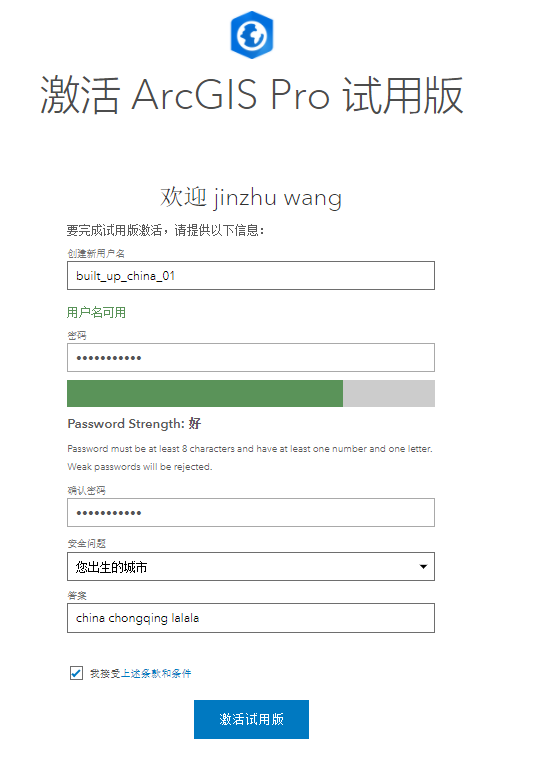 激活 ArcGIS Pro 试用版
欢迎 jinzhu wang
要完成试用版激活，请提供以下信息：
创建新用户名
built_up_china_01
用户名可用
密码
•••••••••••
Password Strength: 好
Password must be at least 8 characters and have at least one number and one letter.
Weak passwords will be rejected.
确认密码
•••••••••••
安全问题
您出生的城市
答案
china chongqing lalala
我接受上述条款和条件
激活试用版